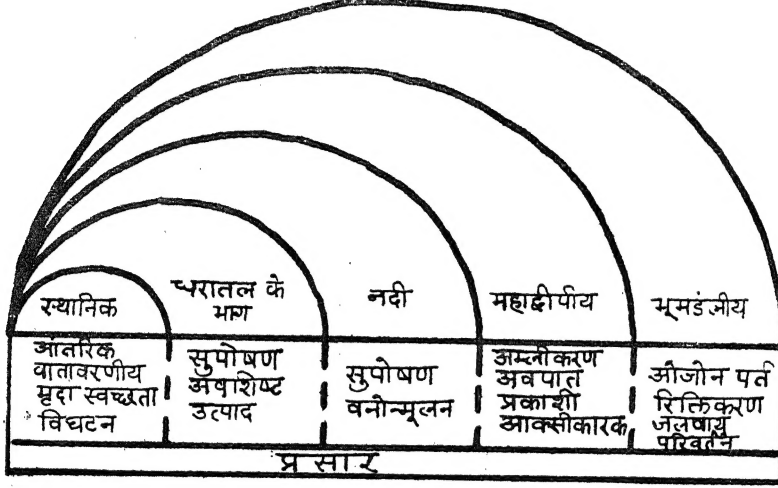 स्थानिक
धरातल के
भाग
नदी
महाद्वीपीय
भूमंडलीय
आंतरिक
वातावरणीय
मृदा स्वच्छता
विघटन
सुपोषण
अवशिष्ट
उत्पाद
सुपोषण
वनोन्मूलन
अम्लीकरण
अवपात
प्रकाशी
आक्सीकारक
ओजोन पर्त
रिक्तिकरण
जलवायु
परिवर्तन
प्रसार